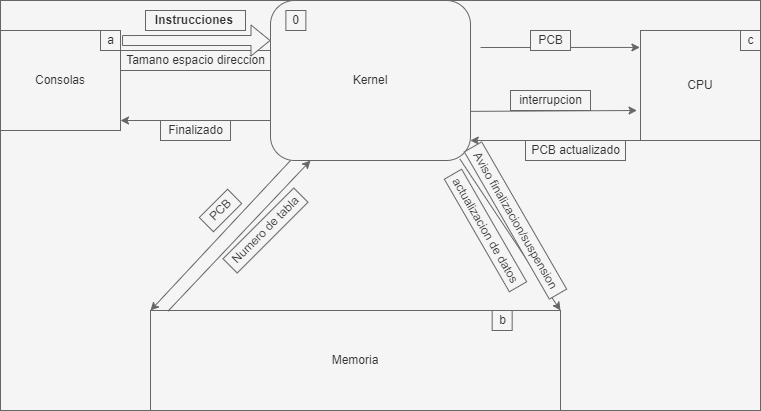 Instrucciones
0
a
PCB
c
Tamano espacio direccion
Consolas
Kernel
CPU
interrupcion
Finalizado
PCB actualizado
PCB
Numero de tabla
Aviso finalizacion/suspension
actualizacion de datos
b
Memoria